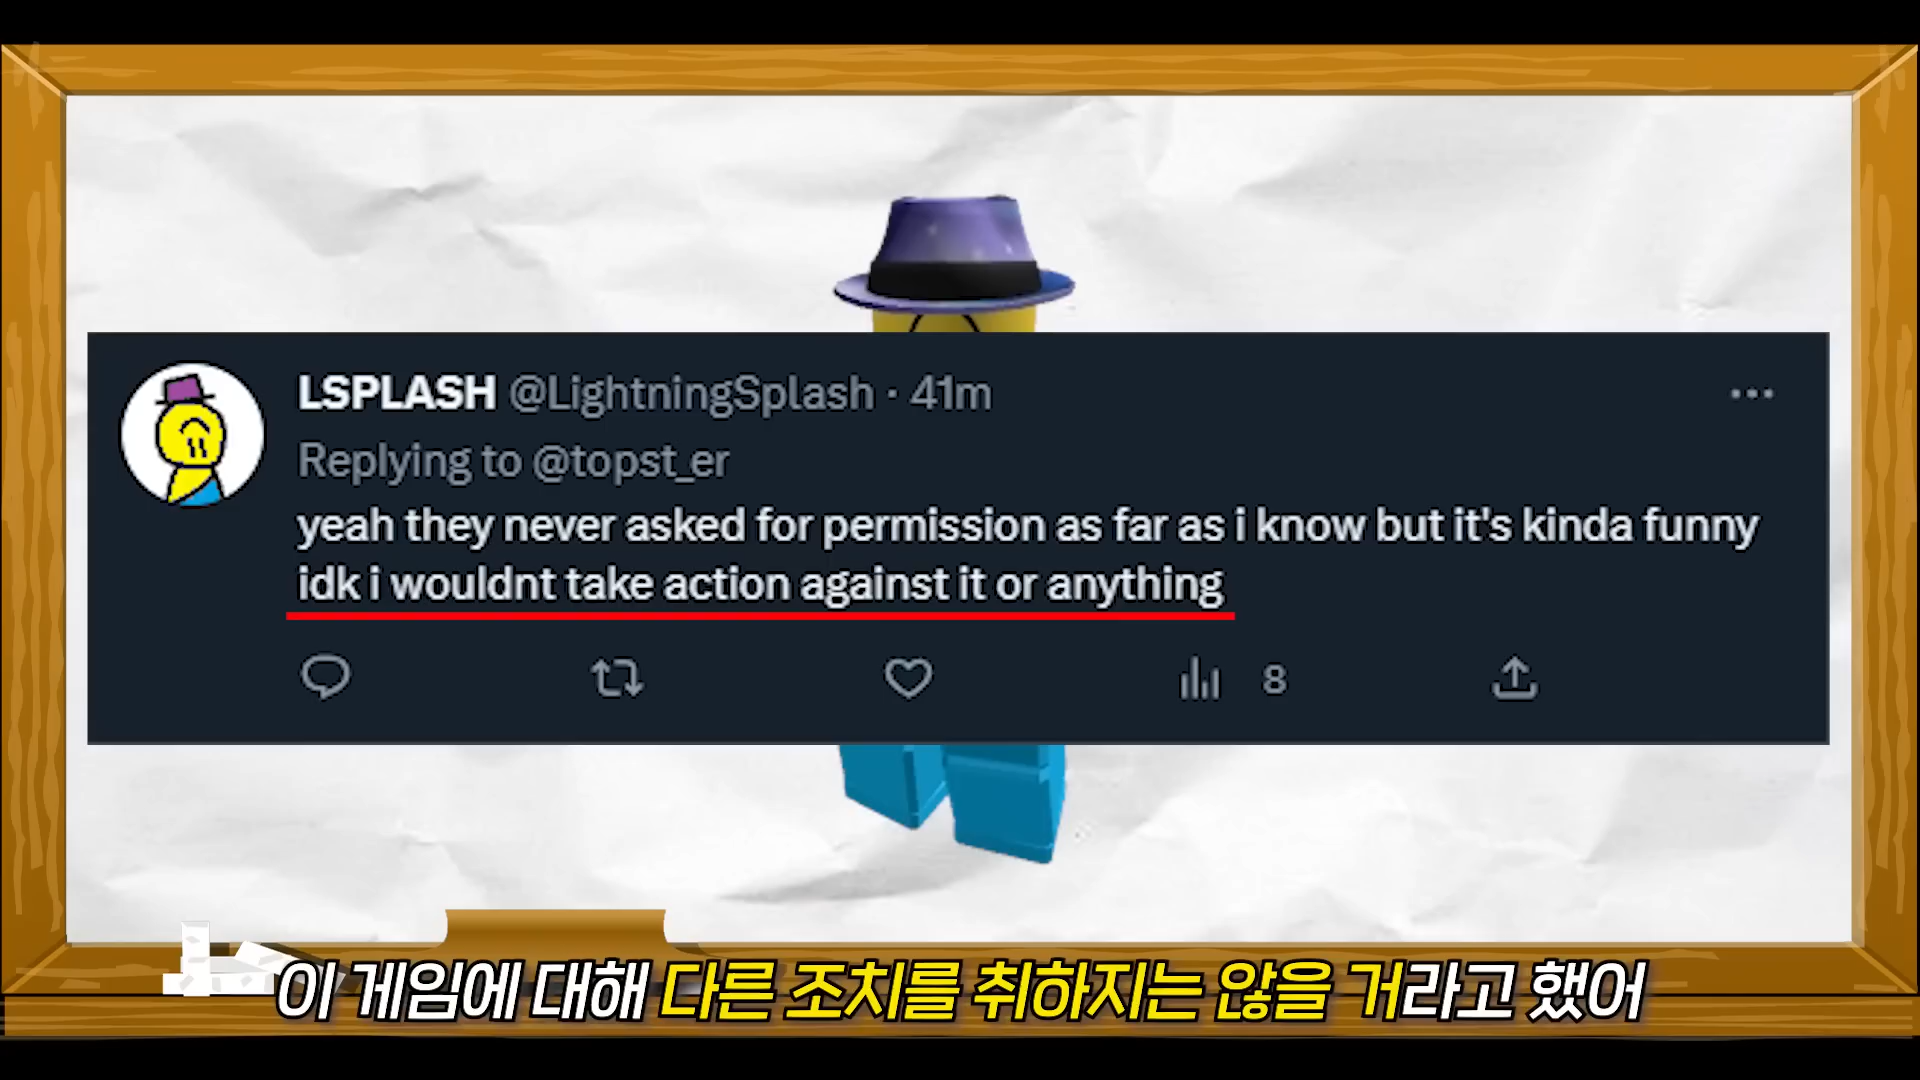 LSPLASH @LightningSplash · 41m
Replying to @topst_er
yeah they never asked for permission as far as i know but it's kinda funny
idk i wouldnt take action against it or anything
8
이 게임에 대해 다른 조치를 취하지는 않을 거라고 했어